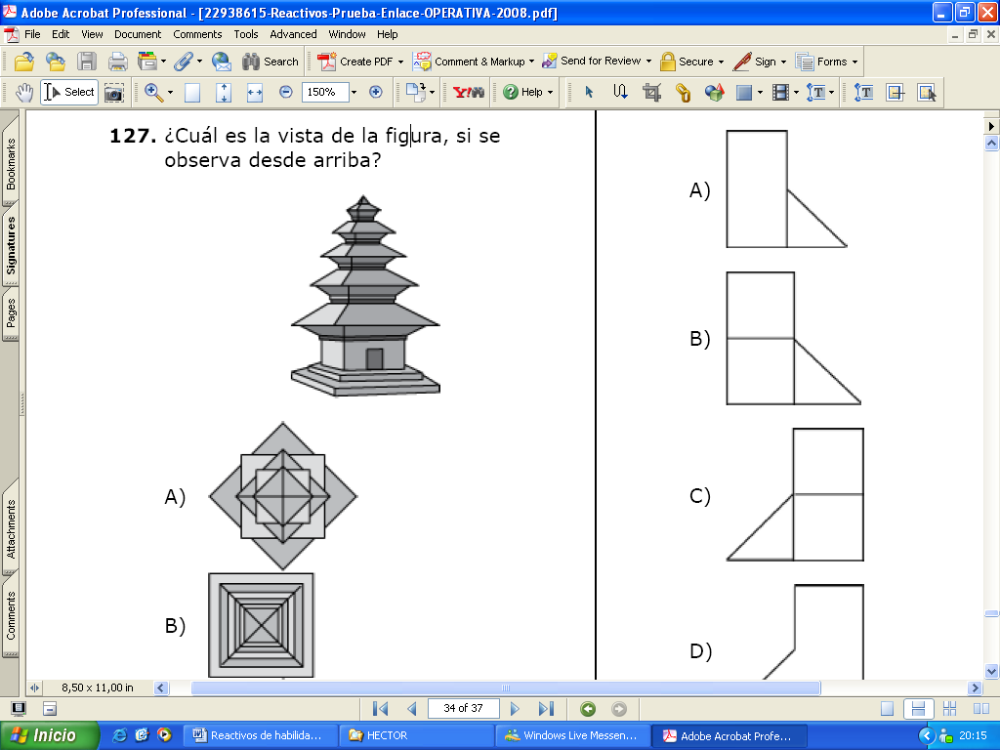 Adobe Acrobat Professional - [22938615-Reactivos-Prueba-Enlace-OPERATIVA-2008.pdf]
File Edit View Document Comments Tools Advanced Window Help
Search Create PDF Comment & Markup Send for Review Secure Sign Forms
Select 150% Y!MS Help
Bookmarks
Signatures
Pages
Attachments
Comments
127. ¿Cuál es la vista de la figura, si se
observa desde arriba?
A)
B)
A)
B)
C)
D)
8,50 x 11,00 in
34 of 37
Inicio Reactivos de habilida... HECTOR Windows Live Messen... Adobe Acrobat Profe... 20:15